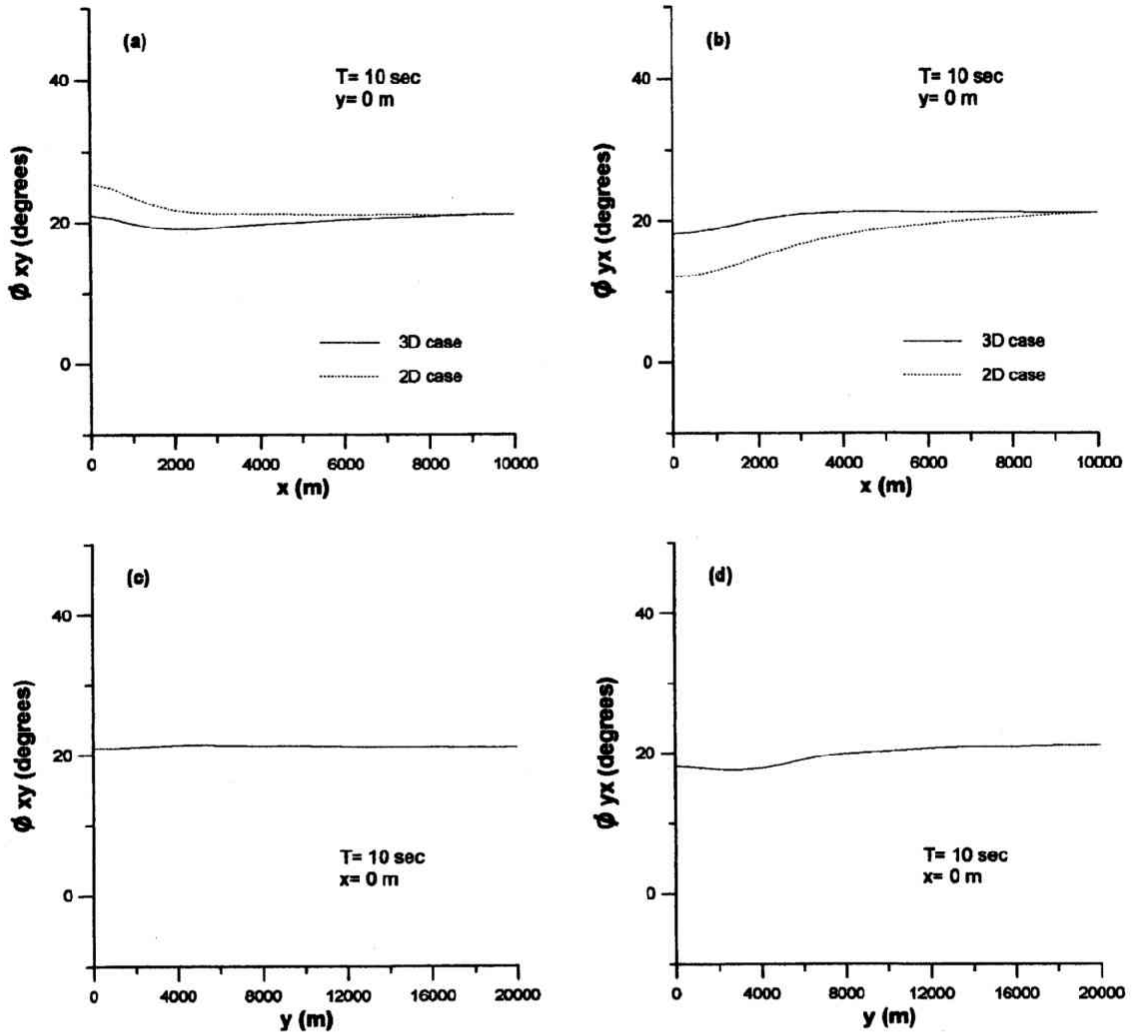 (a)
T= 10 sec
y= 0 m
40
20
0
Ø xy (degrees)
3D case
2D case
0 2000 4000 6000 8000 10000
x (m)
(b)
T= 10 sec
y= 0 m
40
20
0
Ø yx (degrees)
3D case
2D case
0 2000 4000 6000 8000 10000
x (m)
(c)
40
20
0
Ø xy (degrees)
T= 10 sec
x= 0 m
0 4000 8000 12000 16000 20000
y (m)
(d)
40
20
0
Ø yx (degrees)
T= 10 sec
x= 0 m
0 4000 8000 12000 16000 20000
y (m)